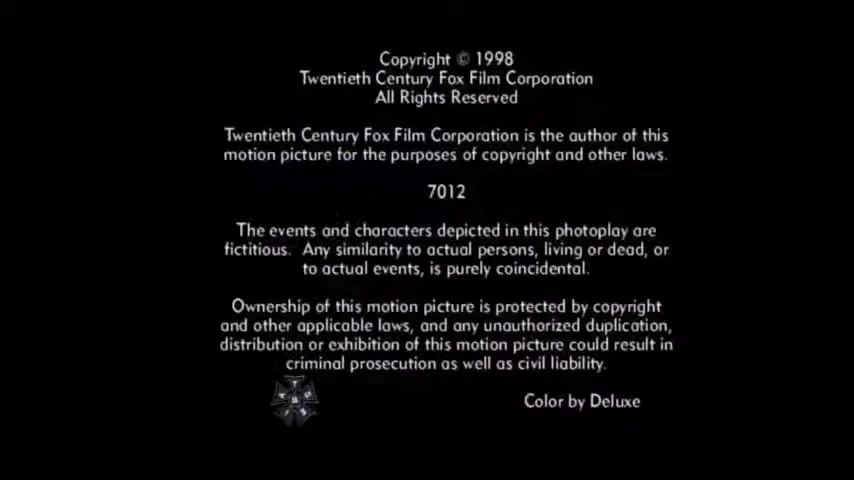 Copyright © 1998
Twentieth Century Fox Film Corporation
All Rights Reserved
Twentieth Century Fox Film Corporation is the author of this
motion picture for the purposes of copyright and other laws.
7012
The events and characters depicted in this photoplay are
fictitious. Any similarity to actual persons, living or dead, or
to actual events, is purely coincidental.
Ownership of this motion picture is protected by copyright
and other applicable laws, and any unauthorized duplication,
distribution or exhibition of this motion picture could result in
criminal prosecution as well as civil liability.
Color by Deluxe